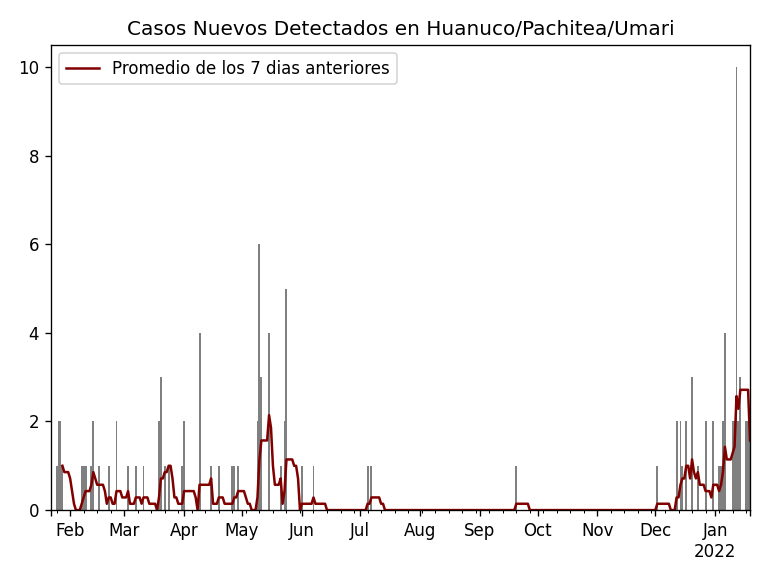 Casos Nuevos Detectados en Huanuco/Pachitea/Umari
Promedio de los 7 dias anteriores
10
8
6
4
2
0
Feb Mar Apr May Jun Jul Aug Sep Oct Nov Dec Jan
2022